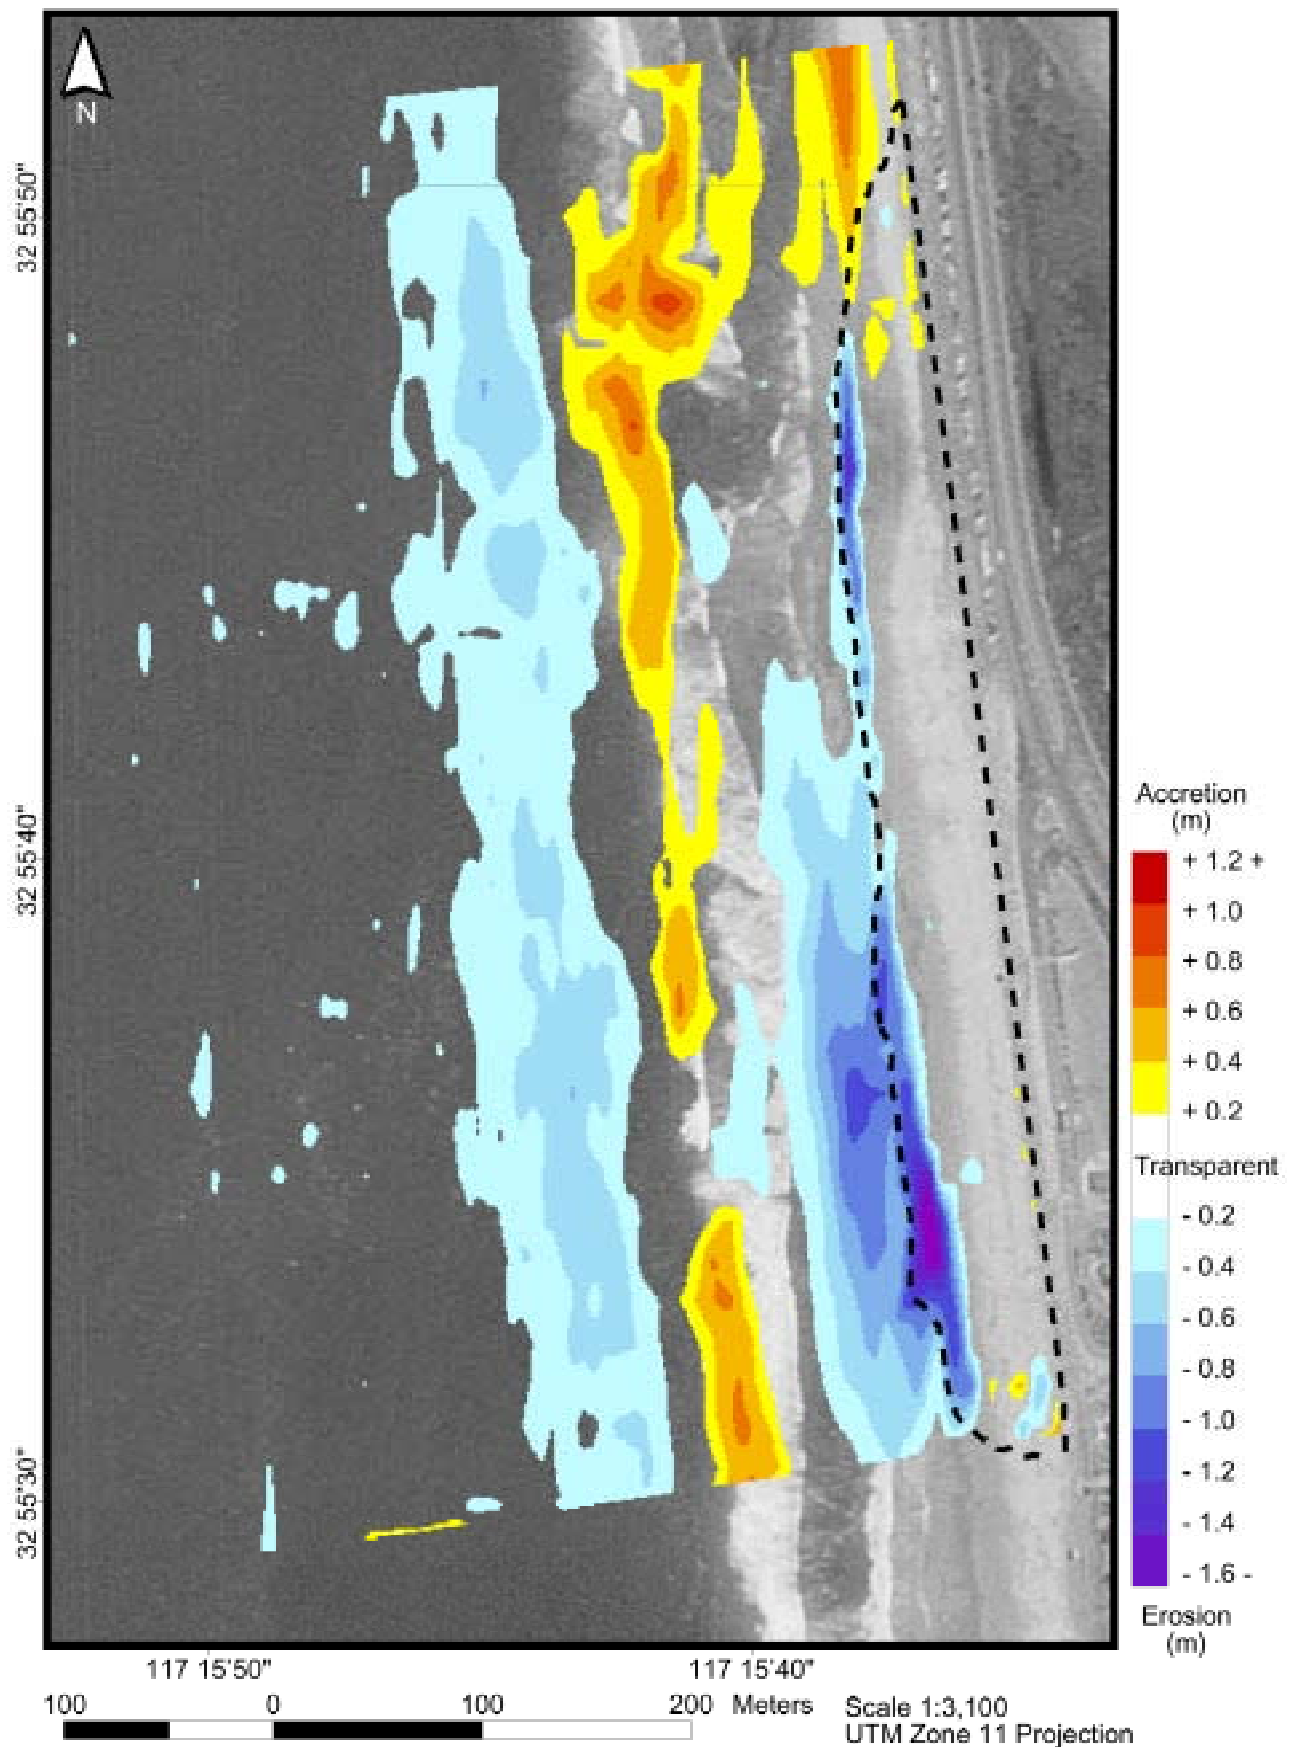 N
32 55'50"
32 55'40"
32 55'30"
Accretion
(m)
+ 1.2 +
+ 1.0
+ 0.8
+ 0.6
+ 0.4
+ 0.2
Transparent
- 0.2
- 0.4
- 0.6
- 0.8
- 1.0
- 1.2
- 1.4
- 1.6 -
Erosion
(m)
117 15'50"
117 15'40"
100 0 100 200 Meters
Scale 1:3,100
UTM Zone 11 Projection